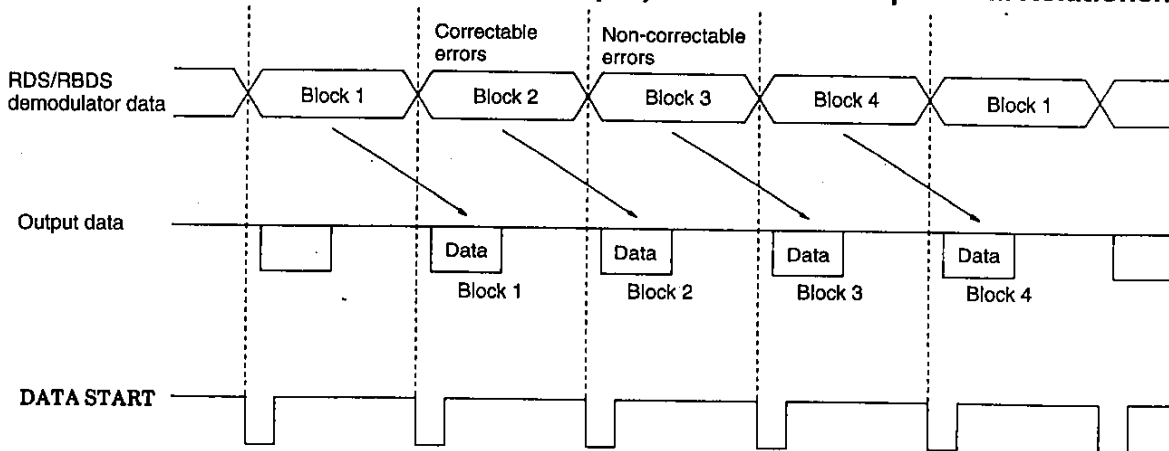 Correctable
errors
Non-correctable
errors
RDS/RBDS
demodulator data
Block 1
Block 2
Block 3
Block 4
Block 1
Output data
Data
Data
Data
Data
Block 1
Block 2
Block 3
Block 4
DATA START